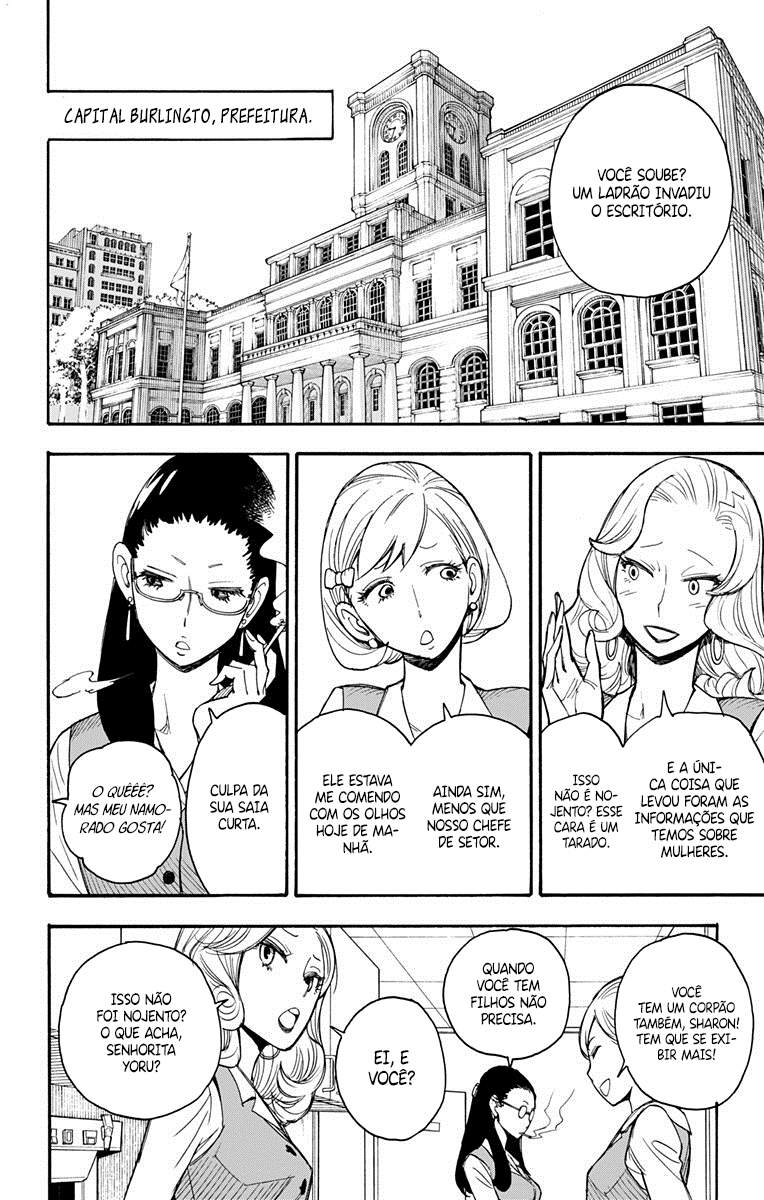 CAPITAL BURLINGTO, PREFEITURA.
VOCÊ SOUBE?
UM LADRÃO INVADIU
O ESCRITÓRIO.
E A ÚNI-
CA COISA QUE
LEVOU FORAM AS
INFORMAÇÕES QUE
TEMOS SOBRE
MULHERES.
ISSO
NÃO É NO-
JENTO? ESSE
CARA É UM
TARADO.
AINDA SIM,
MENOS QUE
NOSSO CHEFE
DE SETOR.
ELE ESTAVA
ME COMENDO
COM OS OLHOS
HOJE DE MA-
NHÃ.
CULPA DA
SUA SAIA
CURTA.
O QUÊÊÊ?
MAS MEU NAMO-
RADO GOSTA!
VOCÊ
TEM UM CORPÃO
TAMBÉM, SHARON!
TEM QUE SE EXI-
BIR MAIS!
QUANDO
VOCÊ TEM
FILHOS NÃO
PRECISA.
EI, E
VOCÊ?
ISSO NÃO
FOI NOJENTO?
O QUE ACHA,
SENHORITA
YORU?